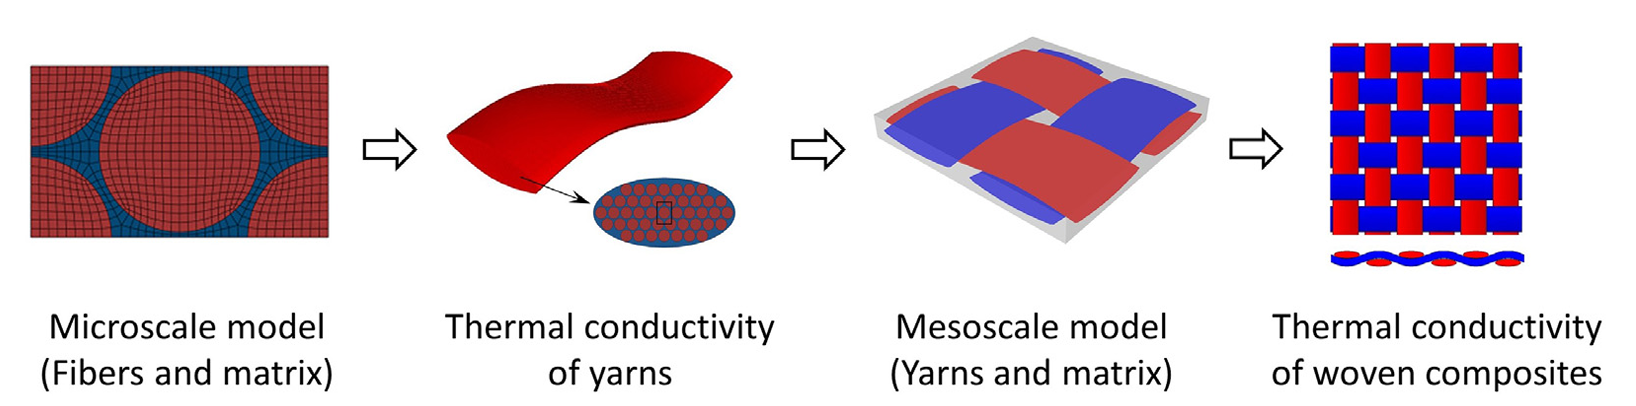 Microscale model
(Fibers and matrix)
Thermal conductivity
of yarns
Mesoscale model
(Yarns and matrix)
Thermal conductivity
of woven composites